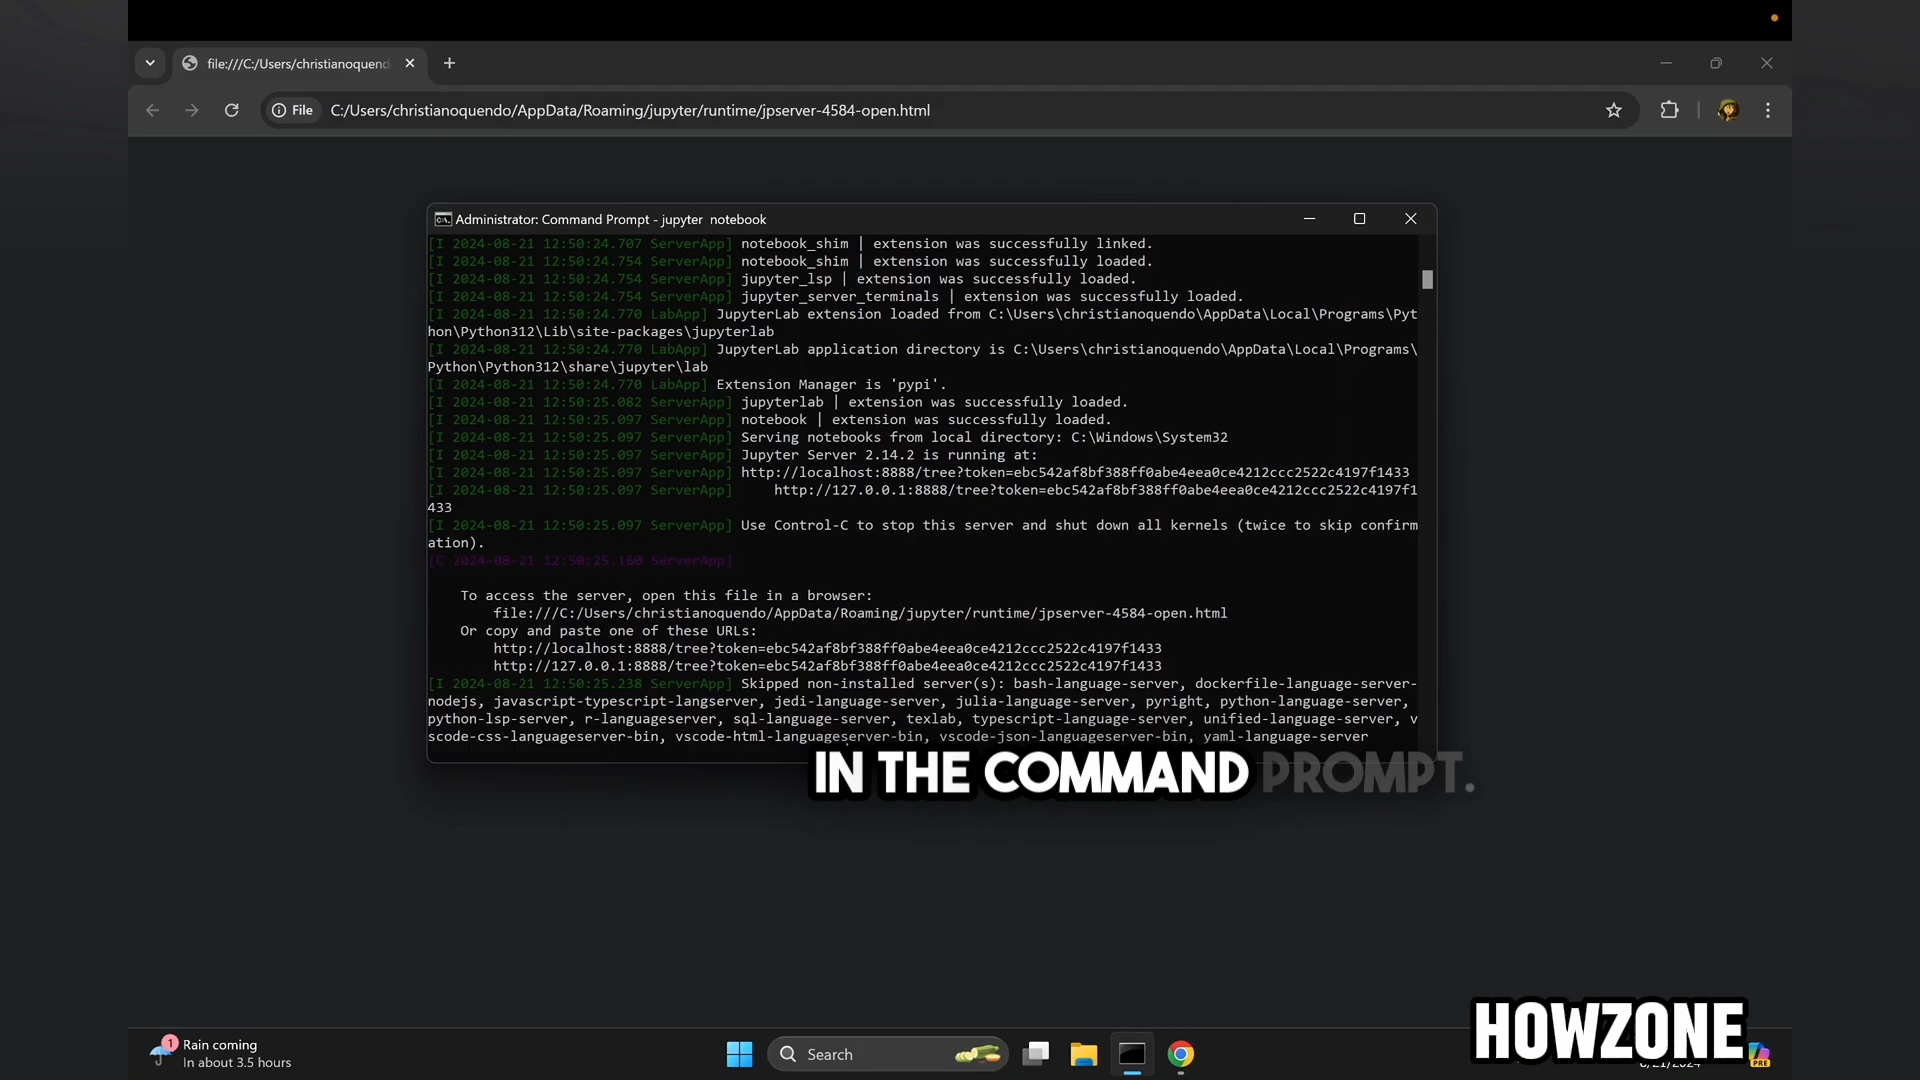 file:///C:/Users/christianoquend
File
C:/Users/christianoquendo/AppData/Roaming/jupyter/runtime/jpserver-4584-open.html
Administrator: Command Prompt - jupyter  notebook
[I 2024-08-21 12:50:24.707 ServerApp] notebook_shim | extension was successfully linked.
[I 2024-08-21 12:50:24.754 ServerApp] notebook_shim | extension was successfully loaded.
[I 2024-08-21 12:50:24.754 ServerApp] jupyter_lsp | extension was successfully loaded.
[I 2024-08-21 12:50:24.754 ServerApp] jupyter_server_terminals | extension was successfully loaded.
[I 2024-08-21 12:50:24.770 LabApp] JupyterLab extension loaded from C:\Users\christianoquendo\AppData\Local\Programs\Pyt
hon\Python312\Lib\site-packages\jupyterlab
[I 2024-08-21 12:50:24.770 LabApp] JupyterLab application directory is C:\Users\christianoquendo\AppData\Local\Programs\
Python\Python312\share\jupyter\lab
[I 2024-08-21 12:50:24.770 LabApp] Extension Manager is 'pypi'.
[I 2024-08-21 12:50:25.082 ServerApp] jupyterlab | extension was successfully loaded.
[I 2024-08-21 12:50:25.097 ServerApp] notebook | extension was successfully loaded.
[I 2024-08-21 12:50:25.097 ServerApp] Serving notebooks from local directory: C:\Windows\System32
[I 2024-08-21 12:50:25.097 ServerApp] Jupyter Server 2.14.2 is running at:
[I 2024-08-21 12:50:25.097 ServerApp] http://localhost:8888/tree?token=ebc542af8bf388ff0abe4eea0ce4212ccc2522c4197f1433
[I 2024-08-21 12:50:25.097 ServerApp]     http://127.0.0.1:8888/tree?token=ebc542af8bf388ff0abe4eea0ce4212ccc2522c4197f1
433
[I 2024-08-21 12:50:25.097 ServerApp] Use Control-C to stop this server and shut down all kernels (twice to skip confirm
ation).
[C 2024-08-21 12:50:25.160 ServerApp]
To access the server, open this file in a browser:
file:///C:/Users/christianoquendo/AppData/Roaming/jupyter/runtime/jpserver-4584-open.html
Or copy and paste one of these URLs:
http://localhost:8888/tree?token=ebc542af8bf388ff0abe4eea0ce4212ccc2522c4197f1433
http://127.0.0.1:8888/tree?token=ebc542af8bf388ff0abe4eea0ce4212ccc2522c4197f1433
[I 2024-08-21 12:50:25.238 ServerApp] Skipped non-installed server(s): bash-language-server, dockerfile-language-server-
nodejs, javascript-typescript-langserver, jedi-language-server, julia-language-server, pyright, python-language-server,
python-lsp-server, r-languageserver, sql-language-server, texlab, typescript-language-server, unified-language-server, v
scode-css-languageserver-bin, vscode-html-languageserver-bin, vscode-json-languageserver-bin, yaml-language-server
IN THE COMMAND PROMPT.
HOWZONE
1
Rain coming
In about 3.5 hours
Search
8/21/2024
PRE